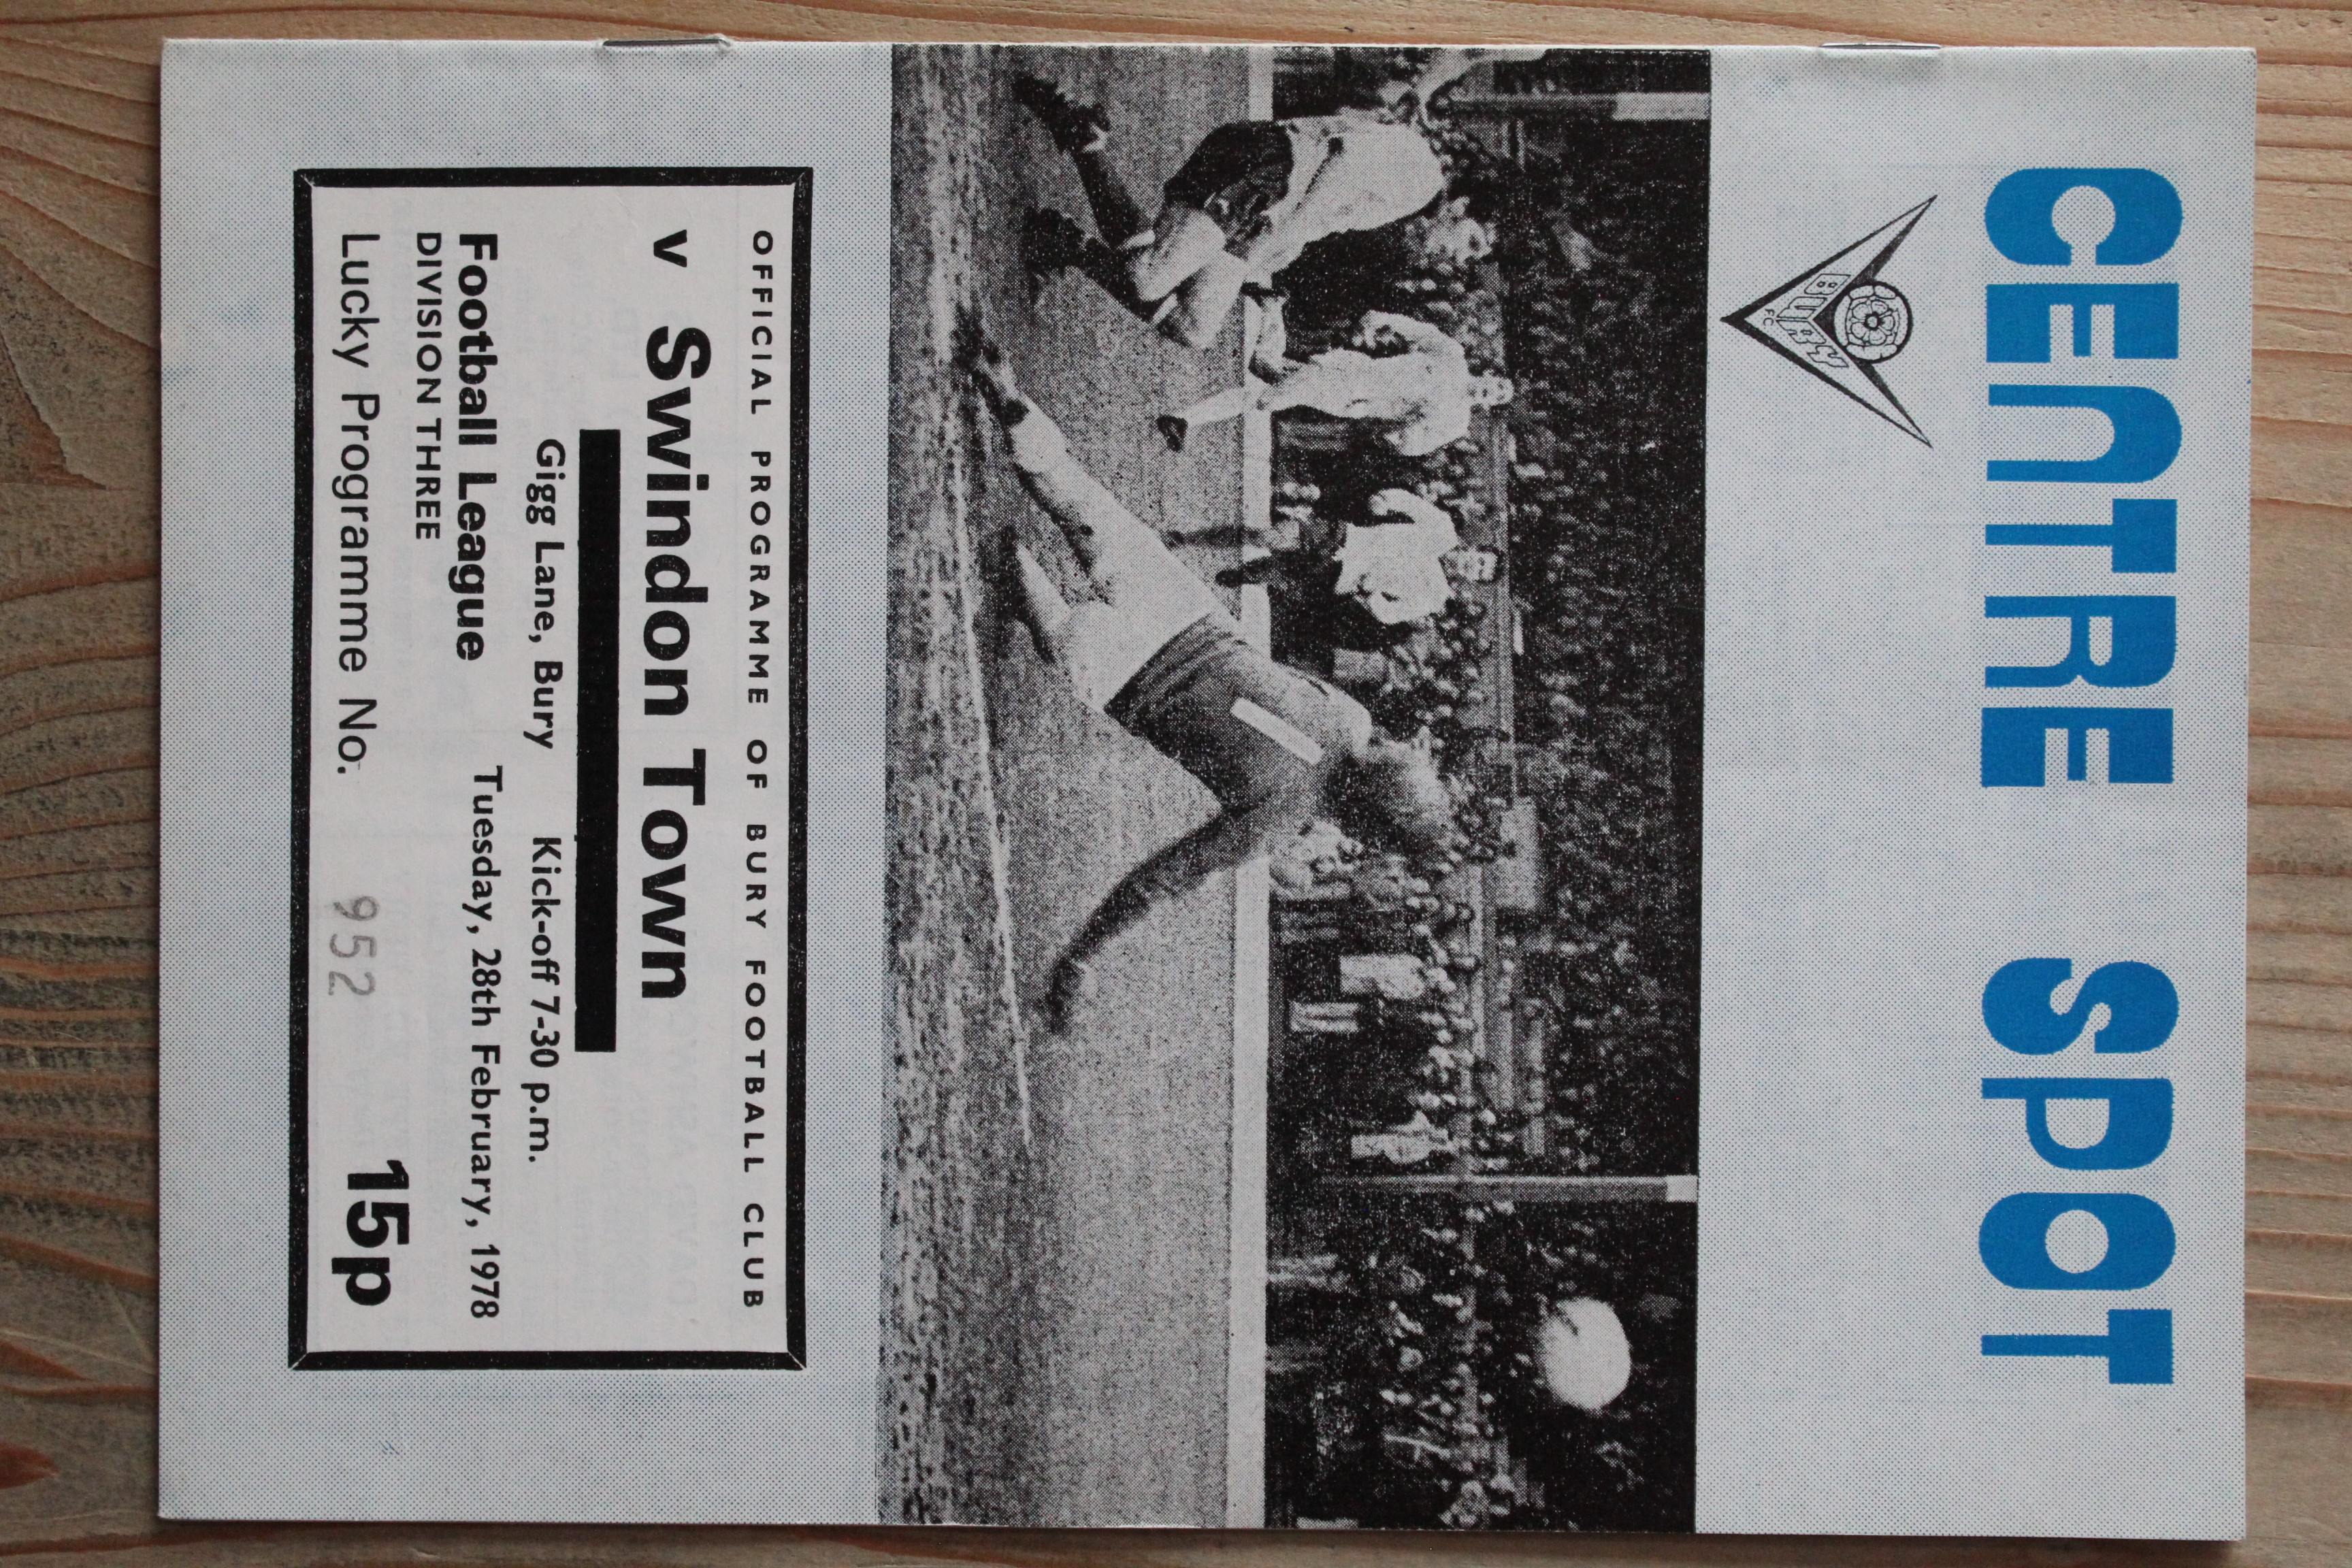 CENTRE SPOT
BURY
FC
OFFICIAL PROGRAMME OF BURY FOOTBALL CLUB
v Swindon Town
Gigg Lane, Bury Kick-off 7-30 p.m.
Football League Tuesday, 28th February, 1978
DIVISION THREE
Lucky Programme No. 952 15p